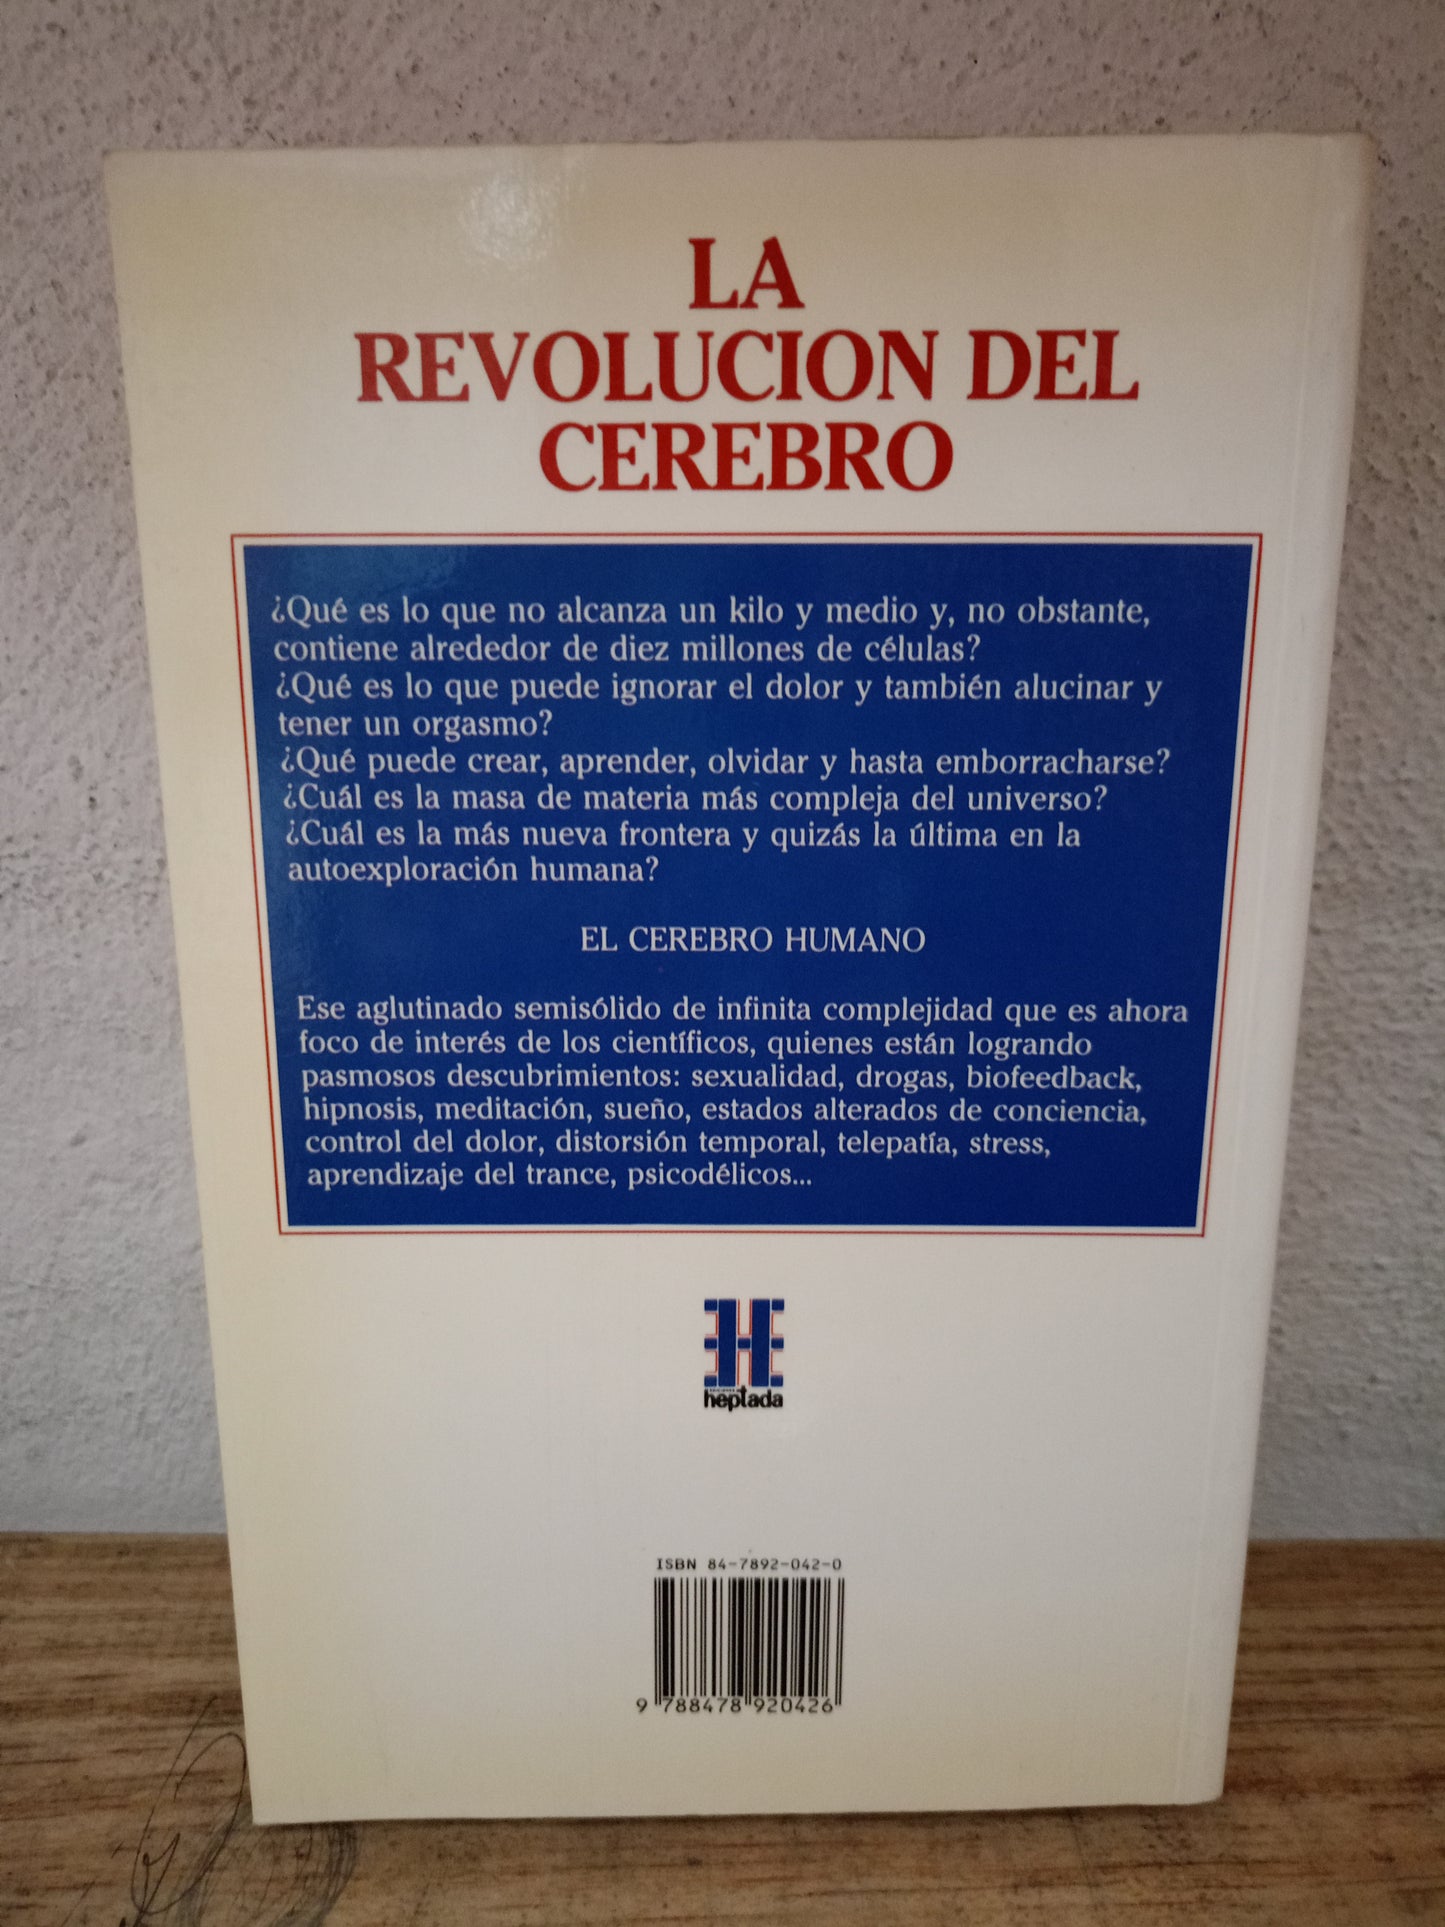 LA
REVOLUCION DEL
CEREBRO
¿Qué es lo que no alcanza un kilo y medio y, no obstante,
contiene alrededor de diez millones de células?
¿Qué es lo que puede ignorar el dolor y también alucinar y
tener un orgasmo?
¿Qué puede crear, aprender, olvidar y hasta emborracharse?
¿Cuál es la masa de materia más compleja del universo?
¿Cuál es la más nueva frontera y quizás la última en la
autoexploración humana?
EL CEREBRO HUMANO
Ese aglutinado semisólido de infinita complejidad que es ahora
foco de interés de los científicos, quienes están logrando
pasmosos descubrimientos: sexualidad, drogas, biofeedback,
hipnosis, meditación, sueño, estados alterados de conciencia,
control del dolor, distorsión temporal, telepatía, stress,
aprendizaje del trance, psicodélicos...
heptada
ISBN 84-7892-042-0
9 788478 920426